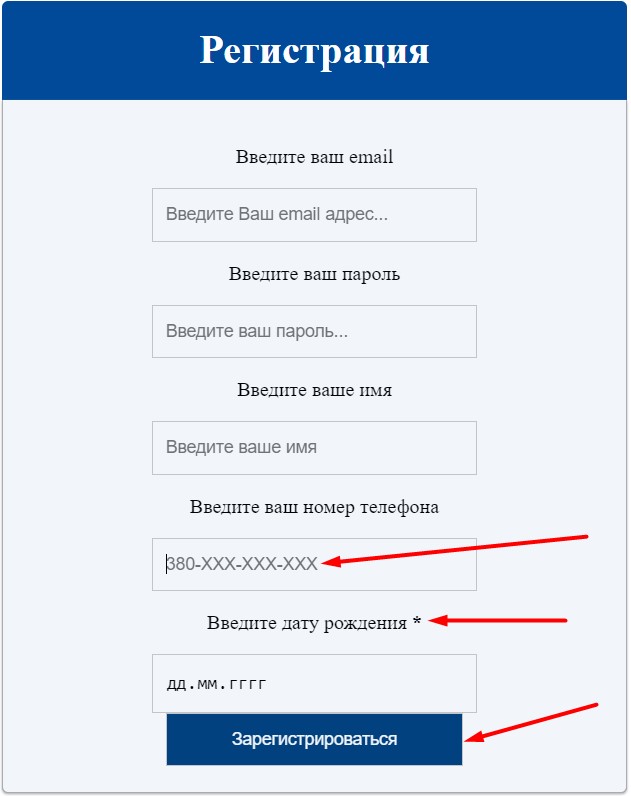 Регистрация
Введите ваш email
Введите Ваш email адрес...
Введите ваш пароль
Введите ваш пароль...
Введите ваше имя
Введите ваше имя
Введите ваш номер телефона
380-XXX-XXX-XXX
Введите дату рождения *
дд.мм.гггг
Зарегистрироваться